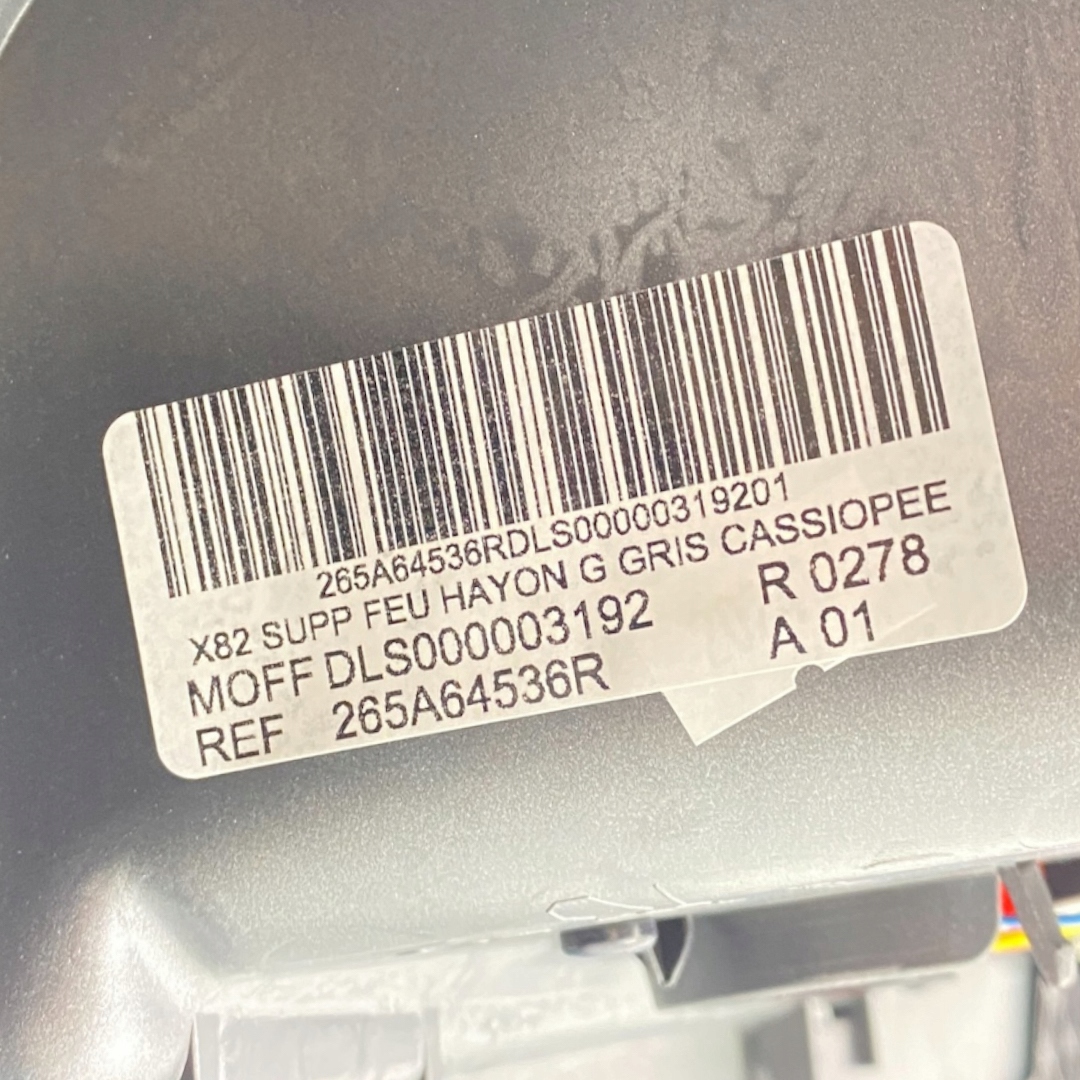 265A64536RDLS00000319201
X82 SUPP FEU HAYON G GRIS CASSIOPEE
MOFF DLS000003192 R 0278
REF 265A64536R A 01